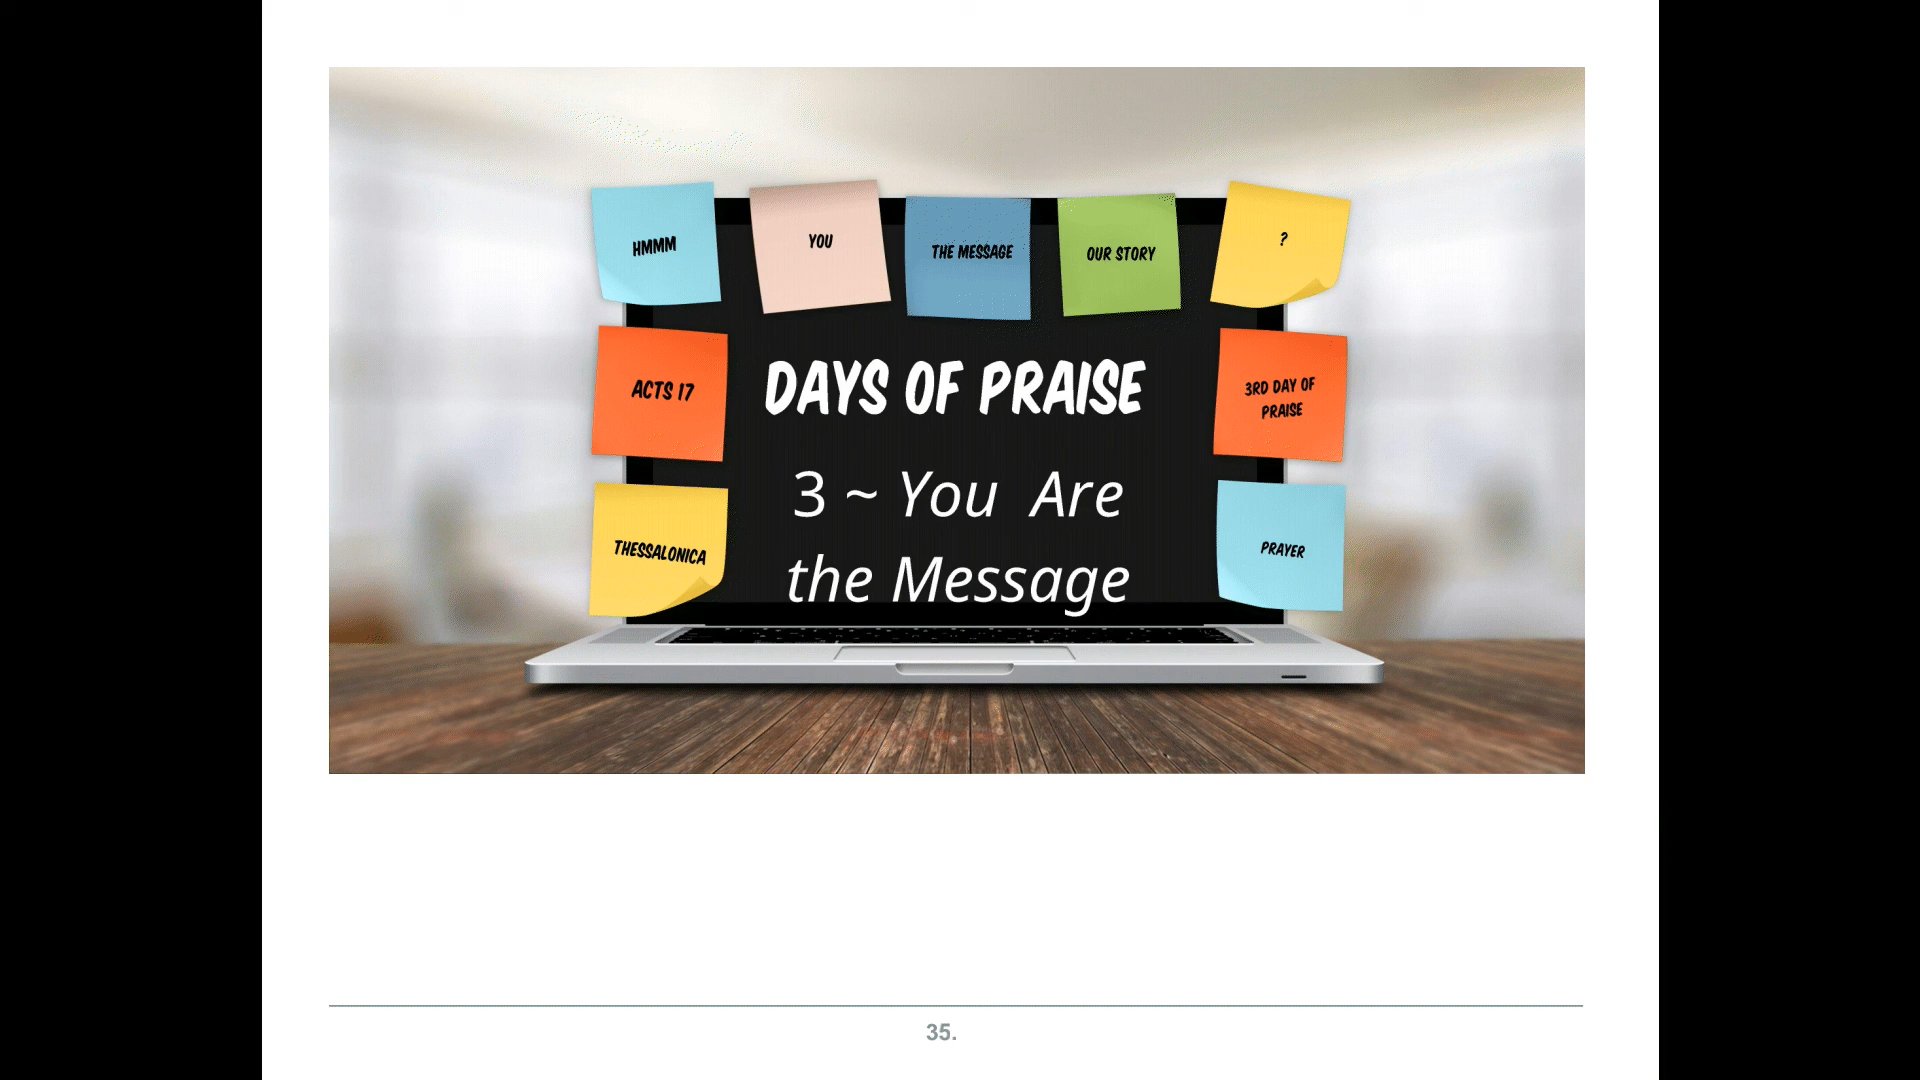 HMMM
YOU
THE MESSAGE
OUR STORY
?
ACTS 17
DAYS OF PRAISE
3RD DAY OF
PRAISE
3 ~ You Are
the Message
THESSALONICA
PRAYER
35.